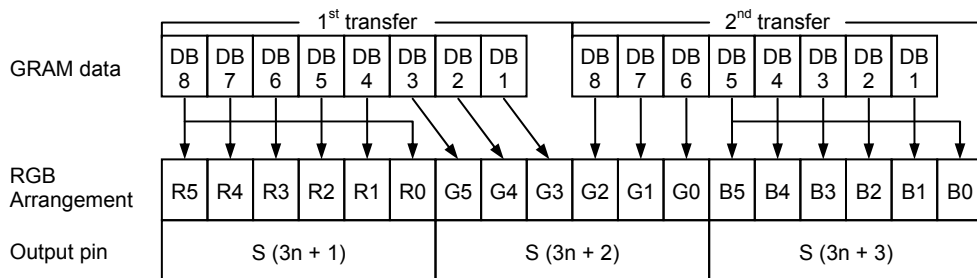 1st transfer 2nd transfer
GRAM data DB 8 DB 7 DB 6 DB 5 DB 4 DB 3 DB 2 DB 1 DB 8 DB 7 DB 6 DB 5 DB 4 DB 3 DB 2 DB 1
RGB Arrangement R5 R4 R3 R2 R1 R0 G5 G4 G3 G2 G1 G0 B5 B4 B3 B2 B1 B0
Output pin S (3n + 1) S (3n + 2) S (3n + 3)